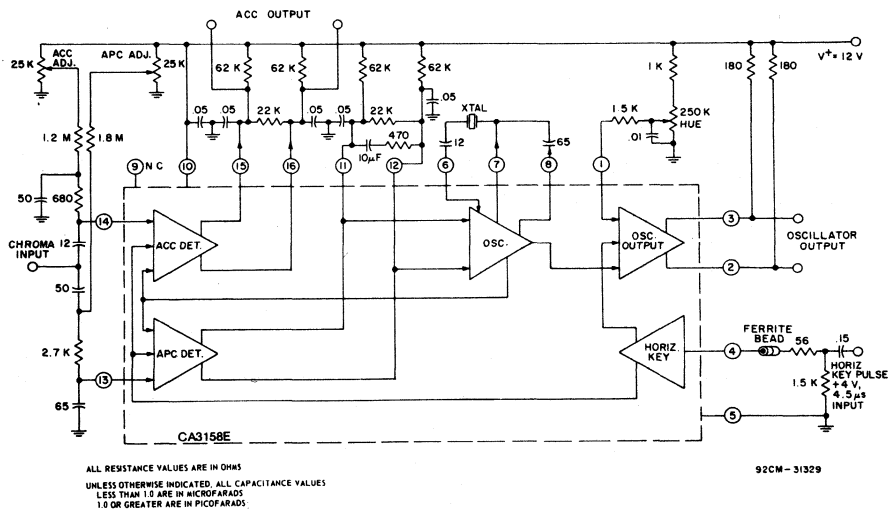 ACC OUTPUT
25 K
ACC
ADJ.
APC ADJ.
25K
62 K
62 K
62 K
62 K
.05
.05
.05
22 K
.05
.05
22 K
470
10µF
1.2 M
1.8 M
XTAL
12
65
1 K
1.5 K
250 K
HUE
.01
180
180
V+= 12 V
9
NC
10
15
16
11
12
6
7
8
1
50
680
14
12
CHROMA
INPUT
50
2.7 K
13
65
ACC DET.
APC DET.
OSC.
OSC.
OUTPUT
HORIZ.
KEY
3
2
OSCILLATOR
OUTPUT
4
FERRITE
BEAD
56
.15
1.5 K
HORIZ
KEY PULSE
+4 V,
4.5µs
INPUT
5
CA3158E
ALL RESISTANCE VALUES ARE IN OHMS
UNLESS OTHERWISE INDICATED, ALL CAPACITANCE VALUES
LESS THAN 1.0 ARE IN MICROFARADS
1.0 OR GREATER ARE IN PICOFARADS
92CM-31329